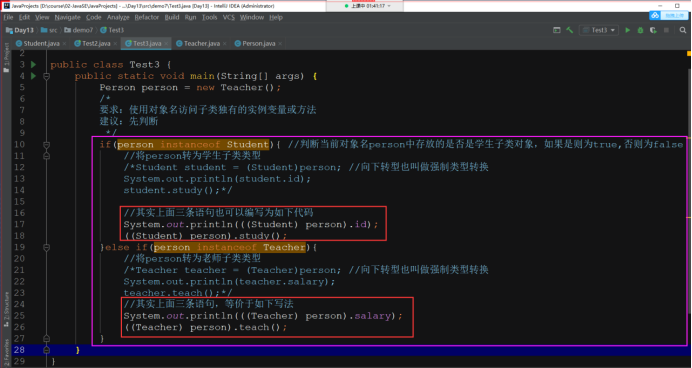 JavaProjects [D:\course\02-JavaSE\JavaProjects] - ...\Day13\src\demo7\Test3.java [Day13] - IntelliJ IDEA (Administrator)
上课中 01:41:57
File Edit View Navigate Code Analyze Refactor Build Run Tools VCS Window Help
Day13 src demo7 Test3
Test3
Student.java Test2.java Test3.java Teacher.java Person.java
2
3 public class Test3 {
4 public static void main(String[] args) {
5 Person person = new Teacher();
6 /*
7 要求：使用对象名访问子类独有的实例变量或方法
8 建议：先判断
9 */
10 if(person instanceof Student){ //判断当前对象名person中存放的是否是学生子类对象，如果是则为true,否则为false
11 //将person转为学生子类类型
12 /*Student student = (Student)person; //向下转型也叫做强制类型转换
13 System.out.println(student.id);
14 student.study();*/
15
16 //其实上面三条语句也可以编写为如下代码
17 System.out.println(((Student) person).id);
18 ((Student) person).study();
19 }else if(person instanceof Teacher){
20 //将person转为老师子类类型
21 /*Teacher teacher = (Teacher)person; //向下转型也叫做强制类型转换
22 System.out.println(teacher.salary);
23 teacher.teach();*/
24 //其实上面三条语句，等价于如下写法
25 System.out.println(((Teacher) person).salary);
26 ((Teacher) person).teach();
27 }
28 }
29 }
1: Project
7: Structure
2: Favorites